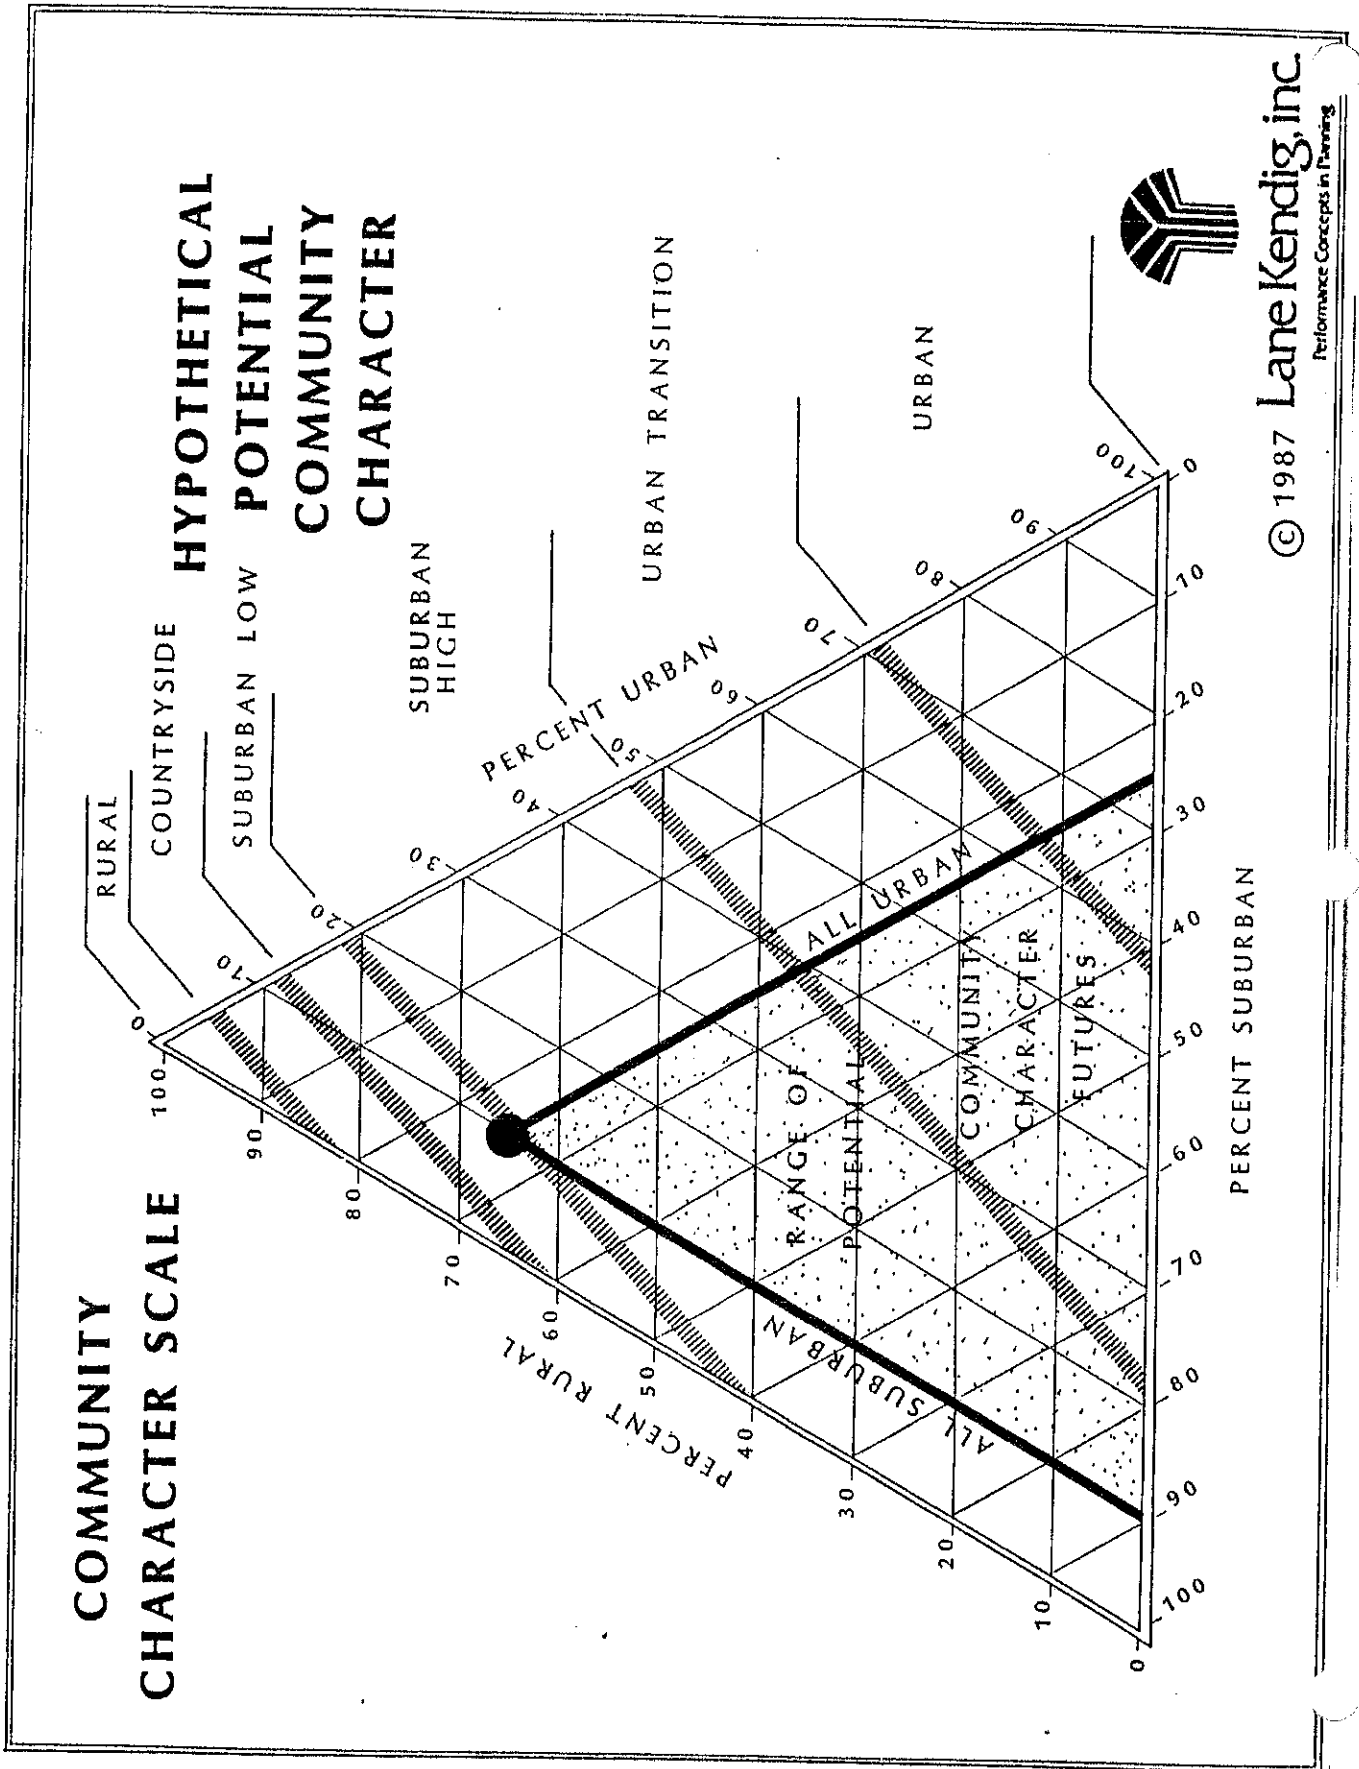 COMMUNITY
CHARACTER SCALE
HYPOTHETICAL
POTENTIAL
COMMUNITY
CHARACTER
RURAL
COUNTRYSIDE
SUBURBAN LOW
SUBURBAN
HIGH
URBAN TRANSITION
URBAN
PERCENT RURAL
100
90
80
70
60
50
40
30
20
10
0
PERCENT URBAN
0
10
20
30
40
50
60
70
80
90
100
ALL SUBURBAN
ALL URBAN
RANGE OF
POTENTIAL
COMMUNITY
CHARACTER
FUTURES
100
90
80
70
60
50
40
30
20
10
0
PERCENT SUBURBAN
© 1987 Lane Kendig, inc.
Performance Concepts in Planning